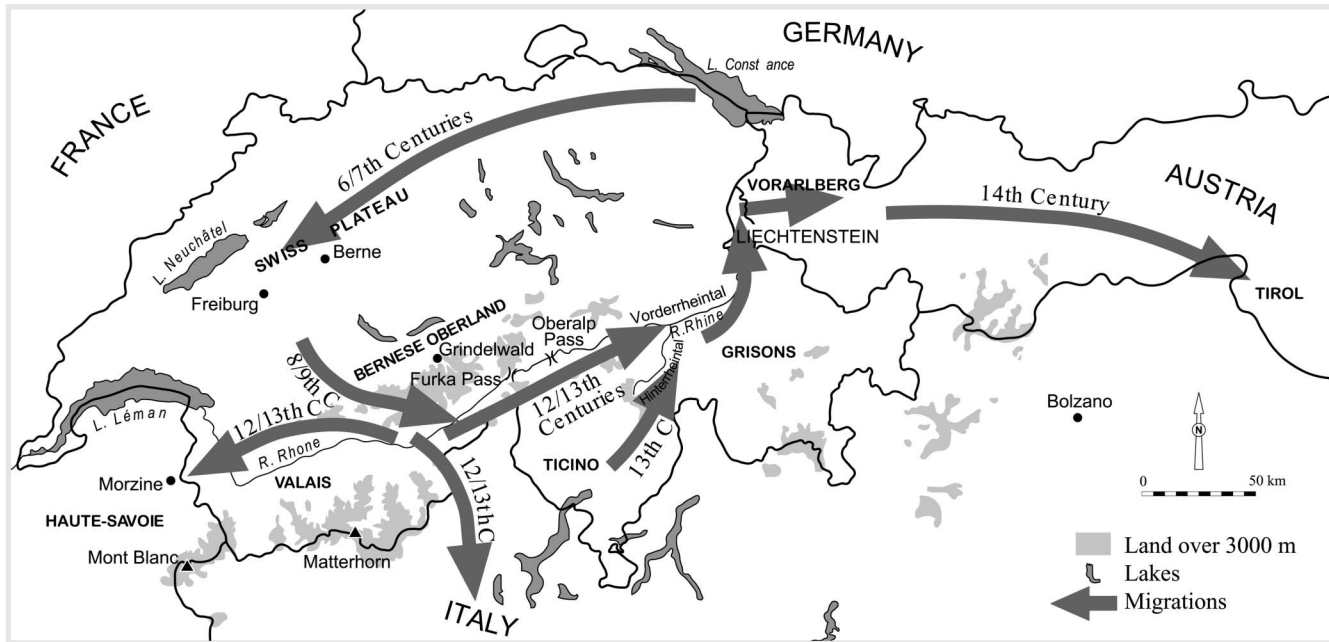 GERMANY
FRANCE
AUSTRIA
L. Const ance
6/7th Centuries
SWISS PLATEAU
L. Neuchâtel
Berne
Freiburg
VORARLBERG
14th Century
LIECHTENSTEIN
TIROL
BERNESE OBERLAND
Grindelwald
Furka Pass
Oberalp
Pass
Vorderrheintal
R.Rhine
Hinterrheintal
GRISONS
8/9th C
12/13th C
12/13th
Centuries
13th C
12/13thC
L. Léman
R. Rhone
VALAIS
TICINO
Bolzano
Morzine
HAUTE-SAVOIE
Mont Blanc
Matterhorn
ITALY
N
0 50 km
Land over 3000 m
Lakes
Migrations